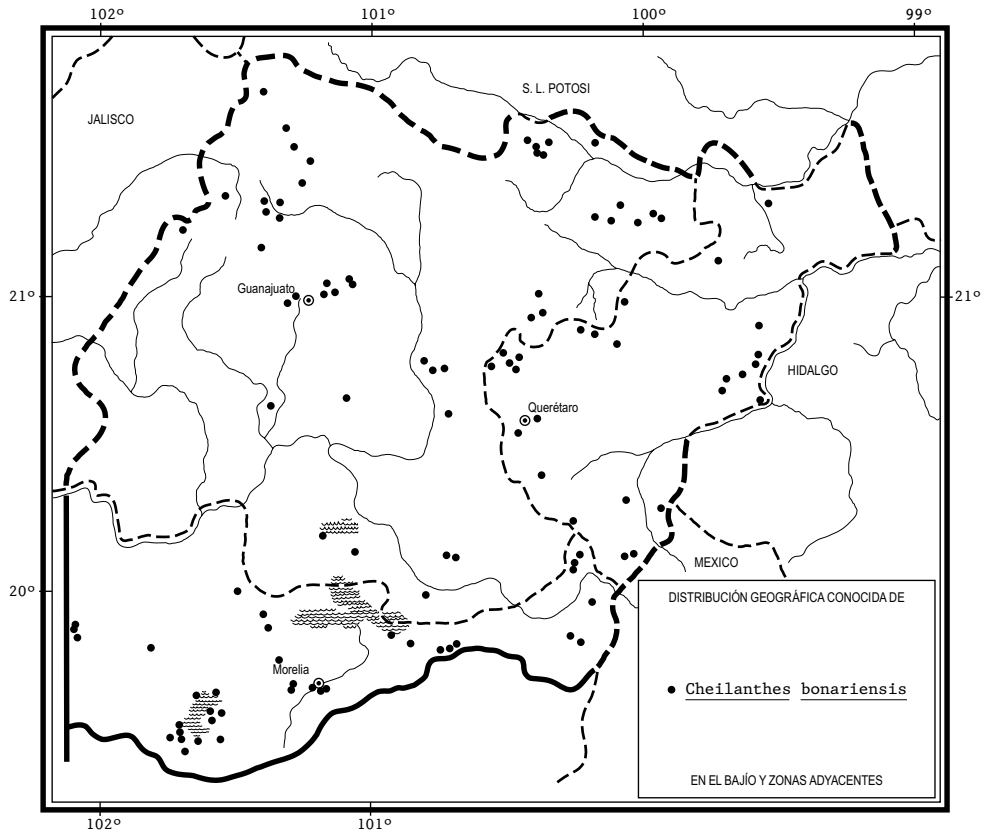 102º 101º 100º 99º
S. L. POTOSI
JALISCO
Guanajuato
21º 21º
HIDALGO
Querétaro
MEXICO
20º
DISTRIBUCIÓN GEOGRÁFICA CONOCIDA DE
Morelia
Cheilanthes bonariensis
EN EL BAJÍO Y ZONAS ADYACENTES
102º 101º